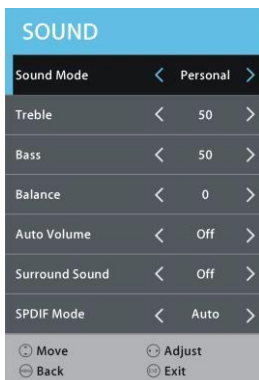 SOUND
Sound Mode < Personal >
Treble < 50 >
Bass < 50 >
Balance < 0 >
Auto Volume < Off >
Surround Sound < Off >
SPDIF Mode < Auto >
Move Adjust
Back Exit